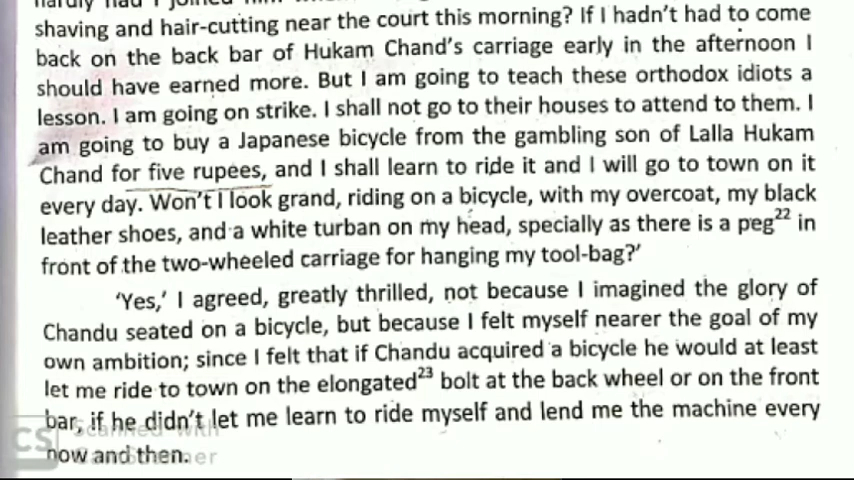 hardly had I joined him when
shaving and hair-cutting near the court this morning? If I hadn't had to come
back on the back bar of Hukam Chand's carriage early in the afternoon I
should have earned more. But I am going to teach these orthodox idiots a
lesson. I am going on strike. I shall not go to their houses to attend to them. I
am going to buy a Japanese bicycle from the gambling son of Lalla Hukam
Chand for five rupees, and I shall learn to ride it and I will go to town on it
every day. Won't I look grand, riding on a bicycle, with my overcoat, my black
leather shoes, and a white turban on my head, specially as there is a peg22 in
front of the two-wheeled carriage for hanging my tool-bag?'
'Yes,' I agreed, greatly thrilled, not because I imagined the glory of
Chandu seated on a bicycle, but because I felt myself nearer the goal of my
own ambition; since I felt that if Chandu acquired a bicycle he would at least
let me ride to town on the elongated23 bolt at the back wheel or on the front
bar, if he didn't let me learn to ride myself and lend me the machine every
now and then.
CS Scanned with
CamScanner